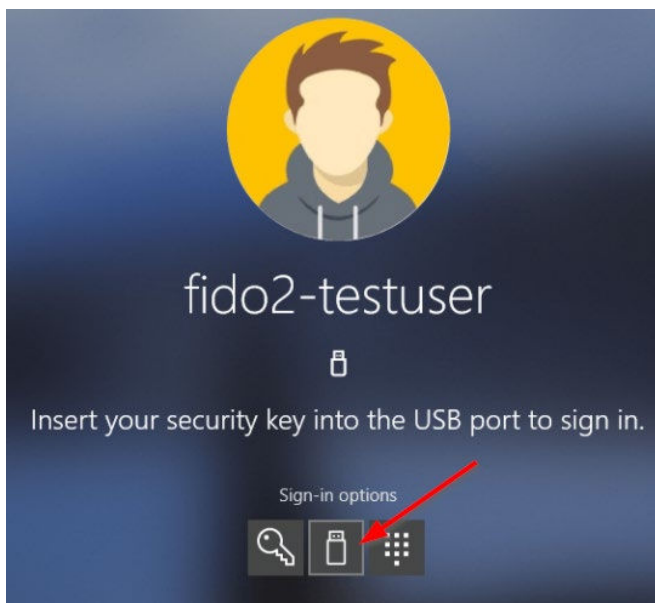 fido2-testuser
Insert your security key into the USB port to sign in.
Sign-in options